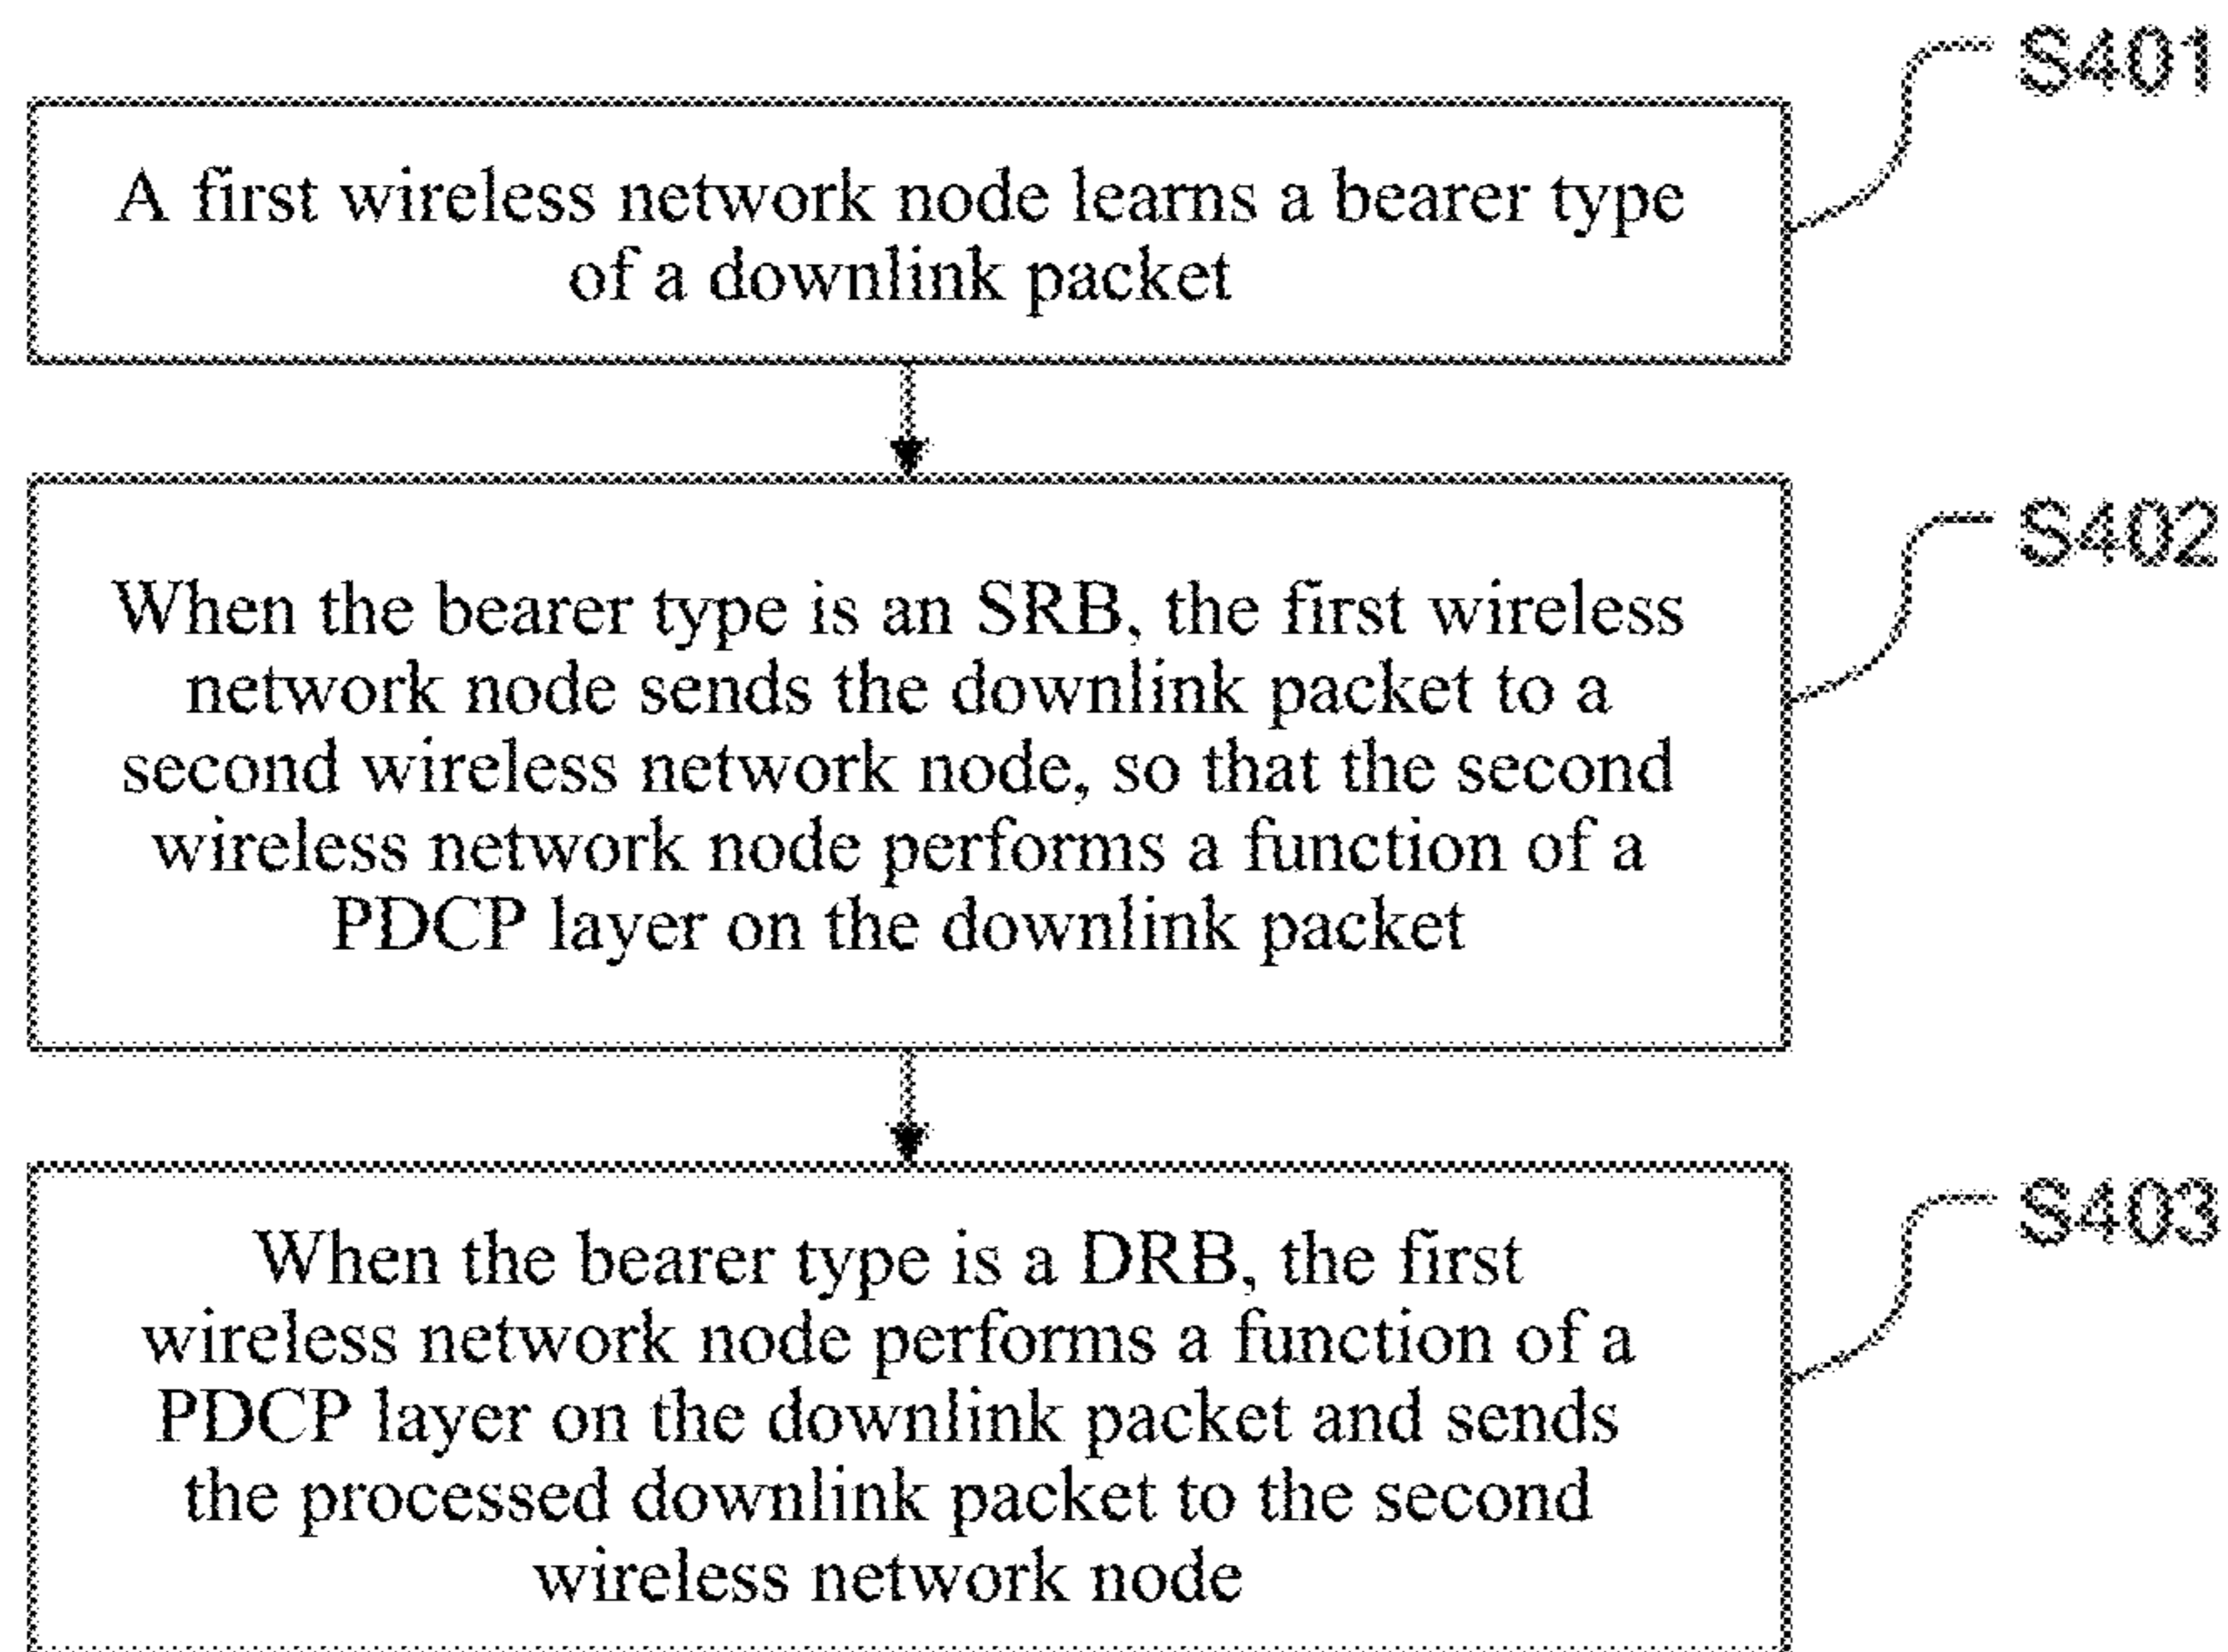 S401
A first wireless network node learns a bearer type
of a downlink packet
S402
When the bearer type is an SRB, the first wireless
network node sends the downlink packet to a
second wireless network node, so that the second
wireless network node performs a function of a
PDCP layer on the downlink packet
S403
When the bearer type is a DRB, the first
wireless network node performs a function of a
PDCP layer on the downlink packet and sends
the processed downlink packet to the second
wireless network node